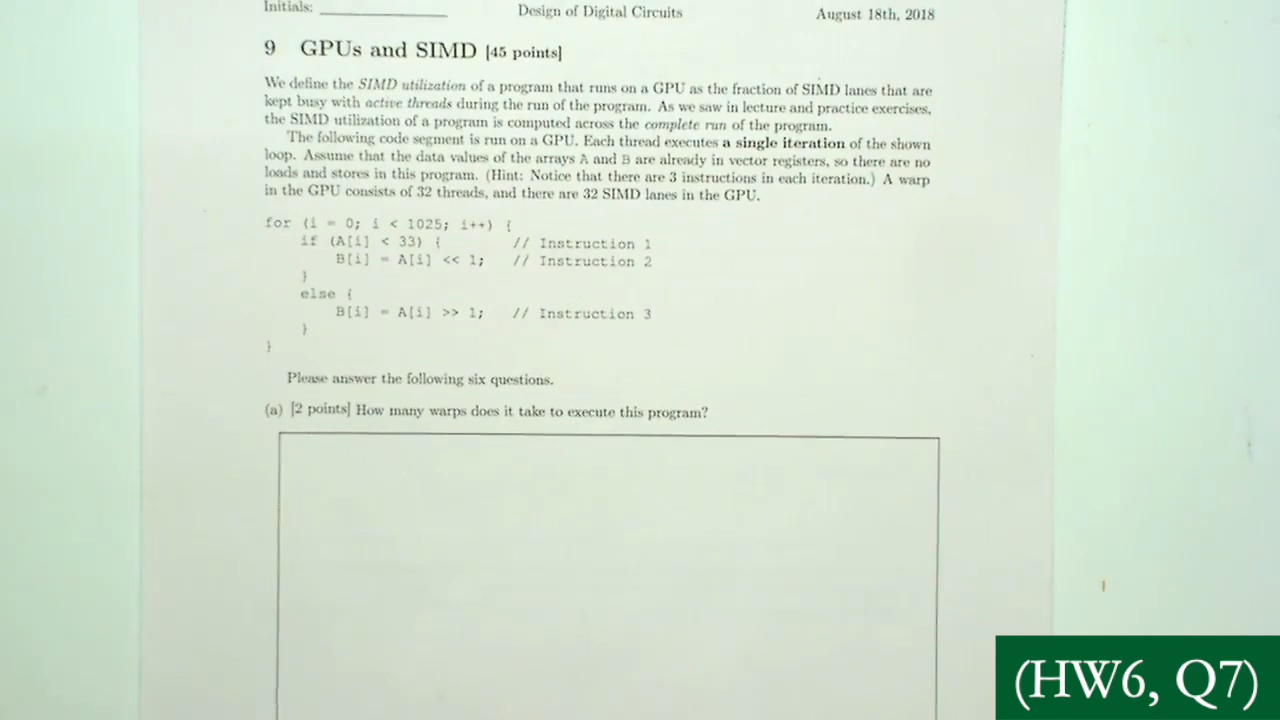 Initials:
Design of Digital Circuits
August 18th, 2018
9 GPUs and SIMD [45 points]
We define the SIMD utilization of a program that runs on a GPU as the fraction of SIMD lanes that are
kept busy with active threads during the run of the program. As we saw in lecture and practice exercises,
the SIMD utilization of a program is computed across the complete run of the program.
The following code segment is run on a GPU. Each thread executes a single iteration of the shown
loop. Assume that the data values of the arrays A and B are already in vector registers, so there are no
loads and stores in this program. (Hint: Notice that there are 3 instructions in each iteration.) A warp
in the GPU consists of 32 threads, and there are 32 SIMD lanes in the GPU.
for (i = 0; i < 1025; i++) {
if (A[i] < 33) { // Instruction 1
B[i] = A[i] << 1; // Instruction 2
}
else {
B[i] = A[i] >> 1; // Instruction 3
}
}
Please answer the following six questions.
(a) [2 points] How many warps does it take to execute this program?
(HW6, Q7)